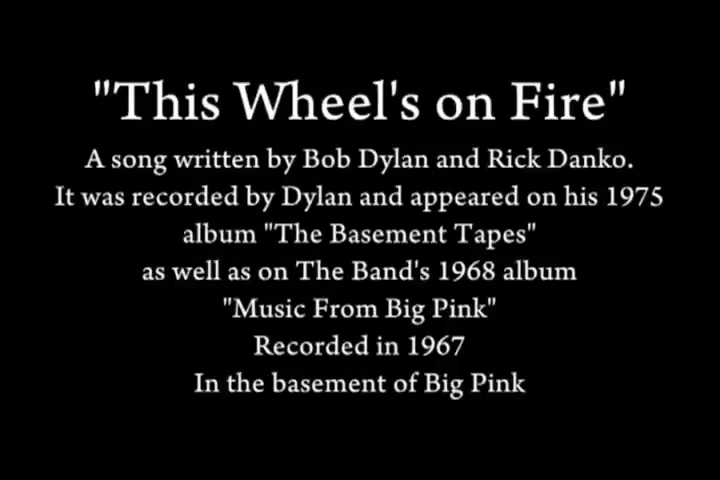 "This Wheel's on Fire"
A song written by Bob Dylan and Rick Danko.
It was recorded by Dylan and appeared on his 1975
album "The Basement Tapes"
as well as on The Band's 1968 album
"Music From Big Pink"
Recorded in 1967
In the basement of Big Pink